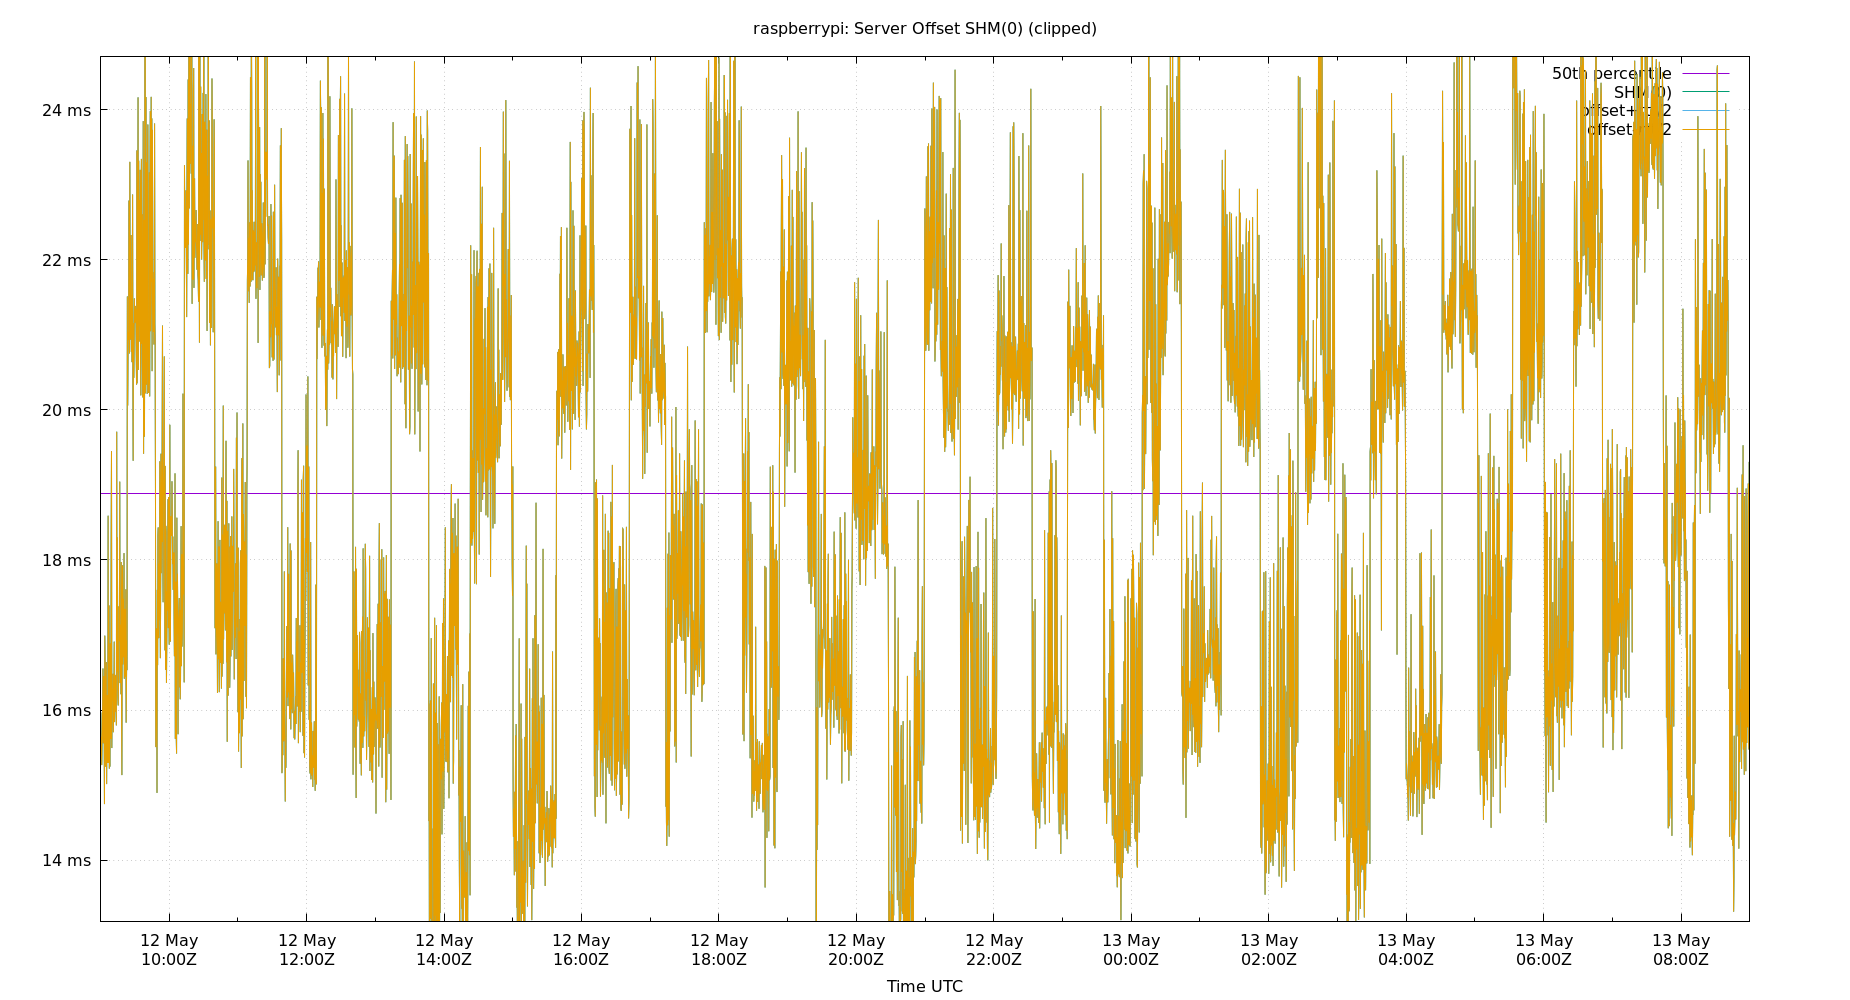 raspberrypi: Server Offset SHM(0) (clipped)
50th percentile
SHM(0)
24 ms
22 ms
20 ms
18 ms
16 ms
14 ms
12 May 12 May 12 May 12 May 12 May 12 May 12 May 13 May 13 May 13 May 13 May 13 May
10:00Z 12:00Z 14:00Z 16:00Z 18:00Z 20:00Z 22:00Z 00:00Z 02:00Z 04:00Z 06:00Z 08:00Z
Time UTC